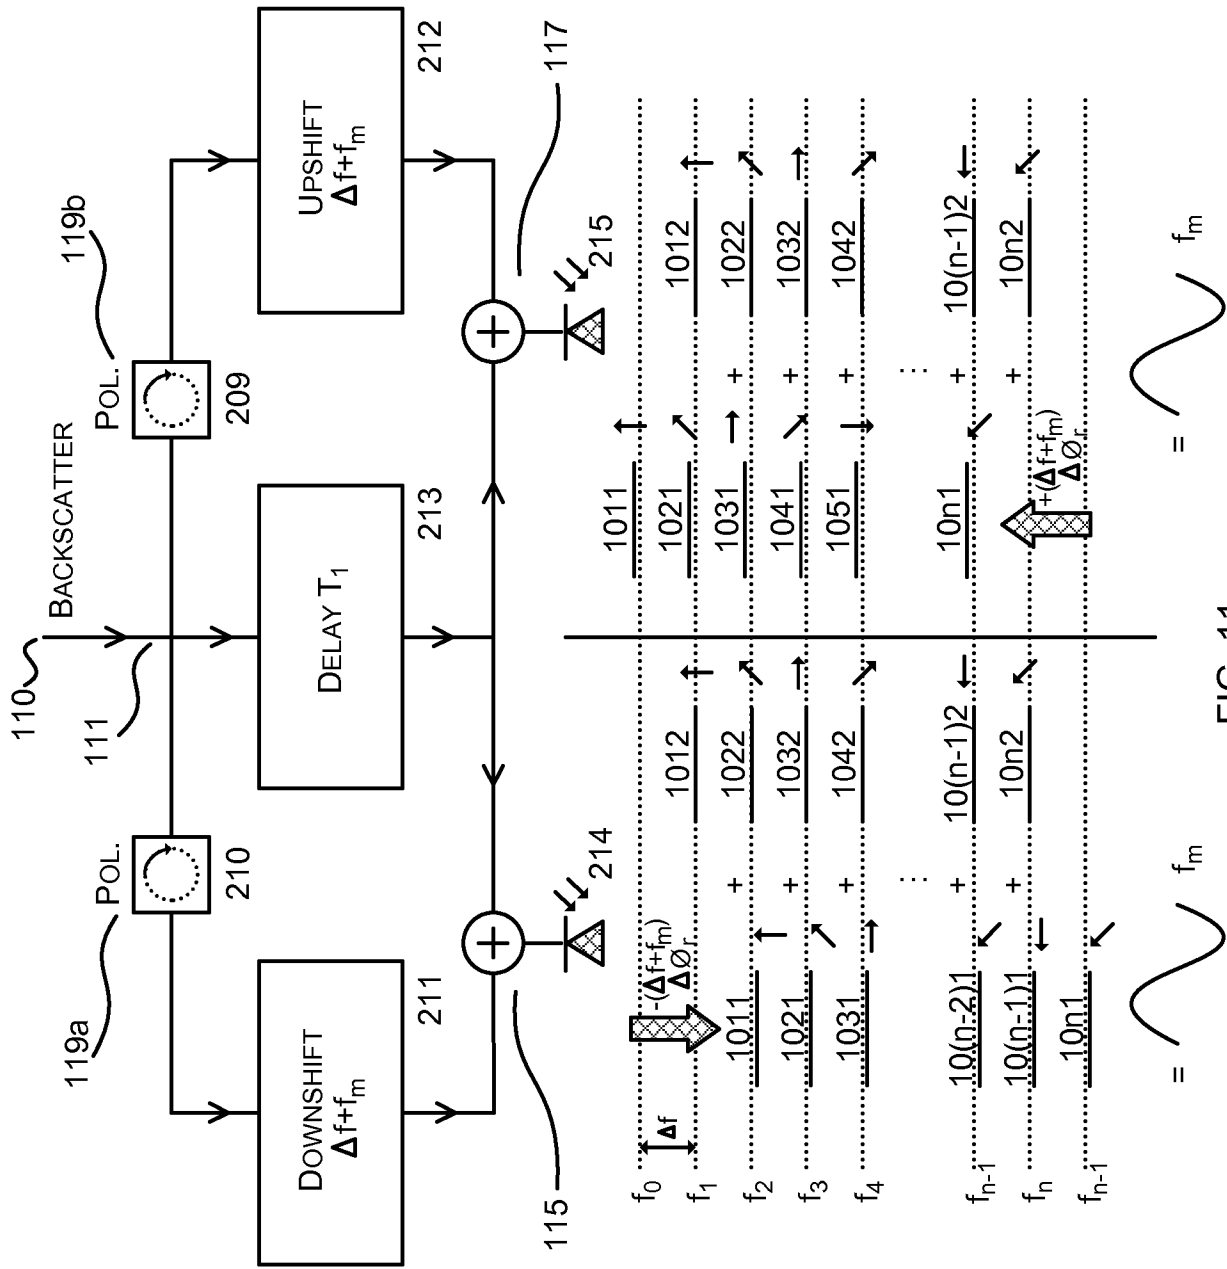 110
BACKSCATTER
111
119a
POL.
210
POL.
209
119b
DOWNSHIFT
Δf+fm
211
DELAY T1
213
UPSHIFT
Δf+fm
212
115
214
215
117
Δf
-(Δf+fm)
ΔØr
f0
f1
f2
f3
f4
fn-1
fn
fn-1
1011
1021
1031
10(n-2)1
10(n-1)1
10n1
+
+
+
...
+
+
1012
1022
1032
1042
10(n-1)2
10n2
= fm
1011
1021
1031
1041
1051
10n1
+(Δf+fm)
ΔØr
+
+
+
...
+
+
1012
1022
1032
1042
10(n-1)2
10n2
= fm